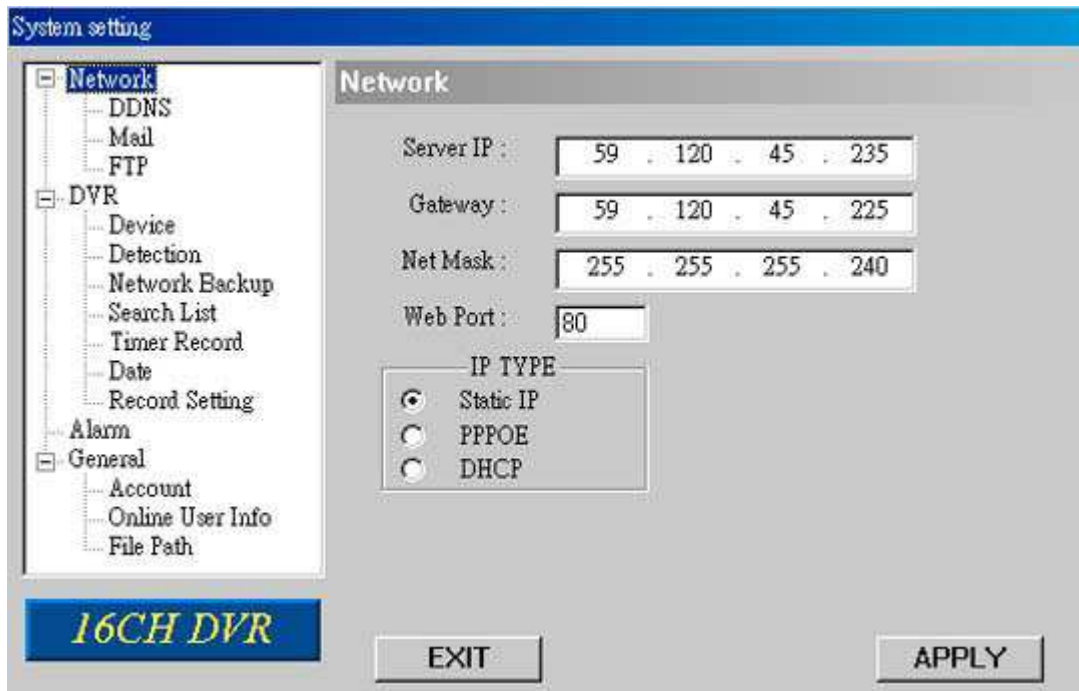 System setting
Network
DDNS
Mail
FTP
DVR
Device
Detection
Network Backup
Search List
Timer Record
Date
Record Setting
Alarm
General
Account
Online User Info
File Path
16CH DVR
Network
Server IP : 59 . 120 . 45 . 235
Gateway : 59 . 120 . 45 . 225
Net Mask : 255 . 255 . 255 . 240
Web Port : 80
IP TYPE
Static IP
PPPOE
DHCP
EXIT
APPLY